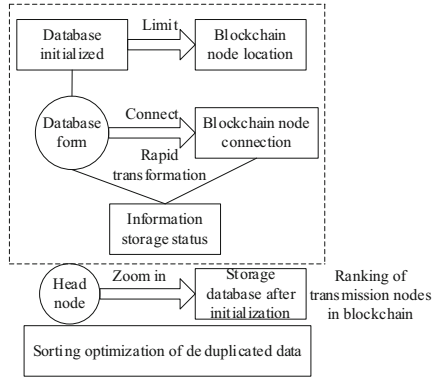 Database
initialized
Limit
Blockchain
node location
Database
form
Connect
Rapid
transformation
Blockchain node
connection
Information
storage status
Head
node
Zoom in
Storage
database after
initialization
Ranking of
transmission nodes
in blockchain
Sorting optimization of de duplicated data